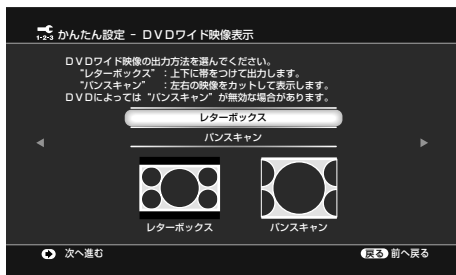 1-2-3 かんたん設定 - DVDワイド映像表示
DVDワイド映像の出力方法を選んでください。
"レターボックス" ：上下に帯をつけて出力します。
"パンスキャン" ：左右の映像をカットして表示します。
DVDによっては"パンスキャン"が無効な場合があります。
レターボックス
パンスキャン
レターボックス パンスキャン
次へ進む 戻る 前へ戻る